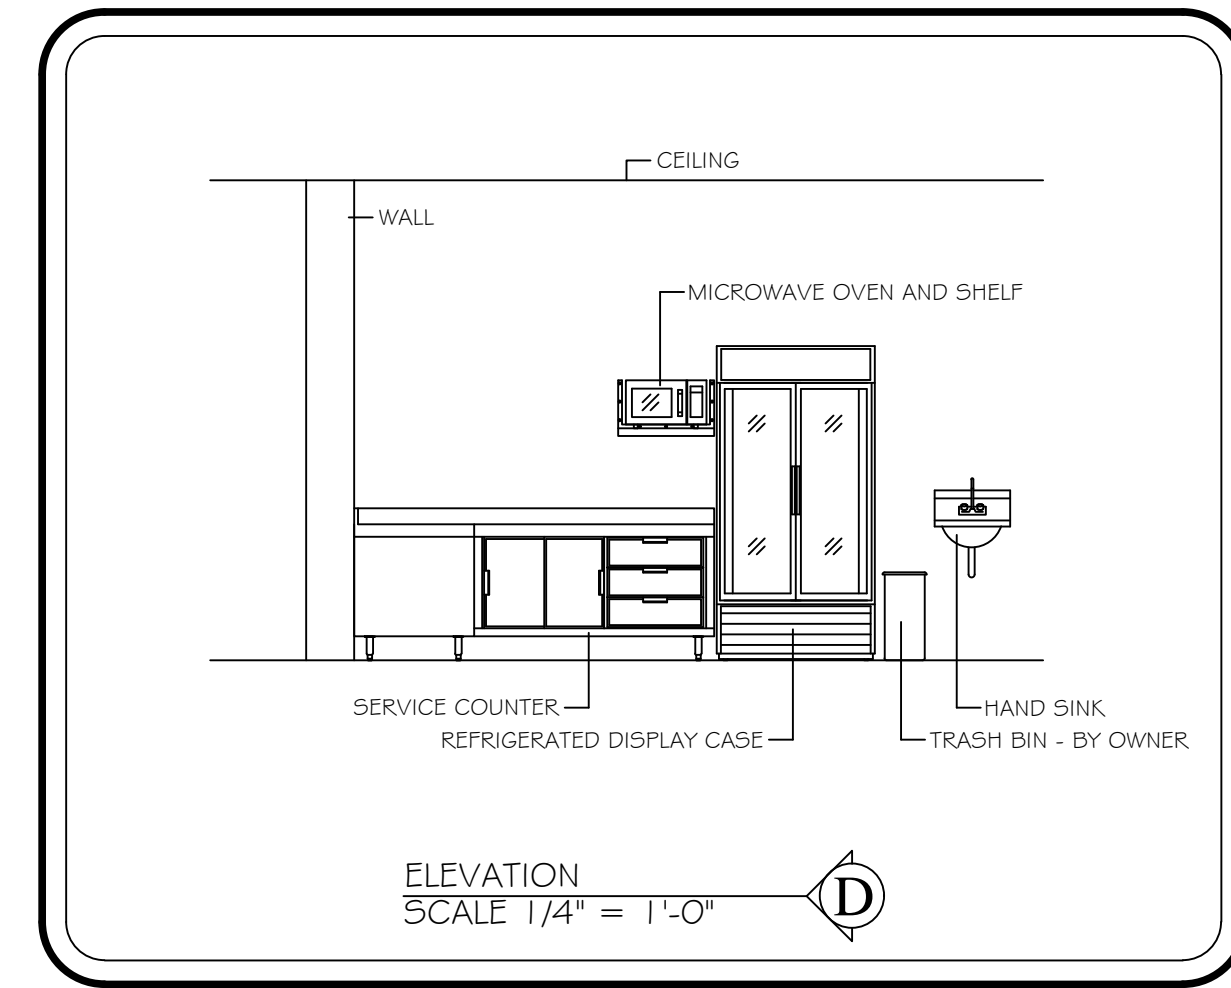 CEILING
WALL
MICROWAVE OVEN AND SHELF
SERVICE COUNTER
HAND SINK
REFRIGERATED DISPLAY CASE
TRASH BIN - BY OWNER
ELEVATION
SCALE 1/4" = 1'-0"
D